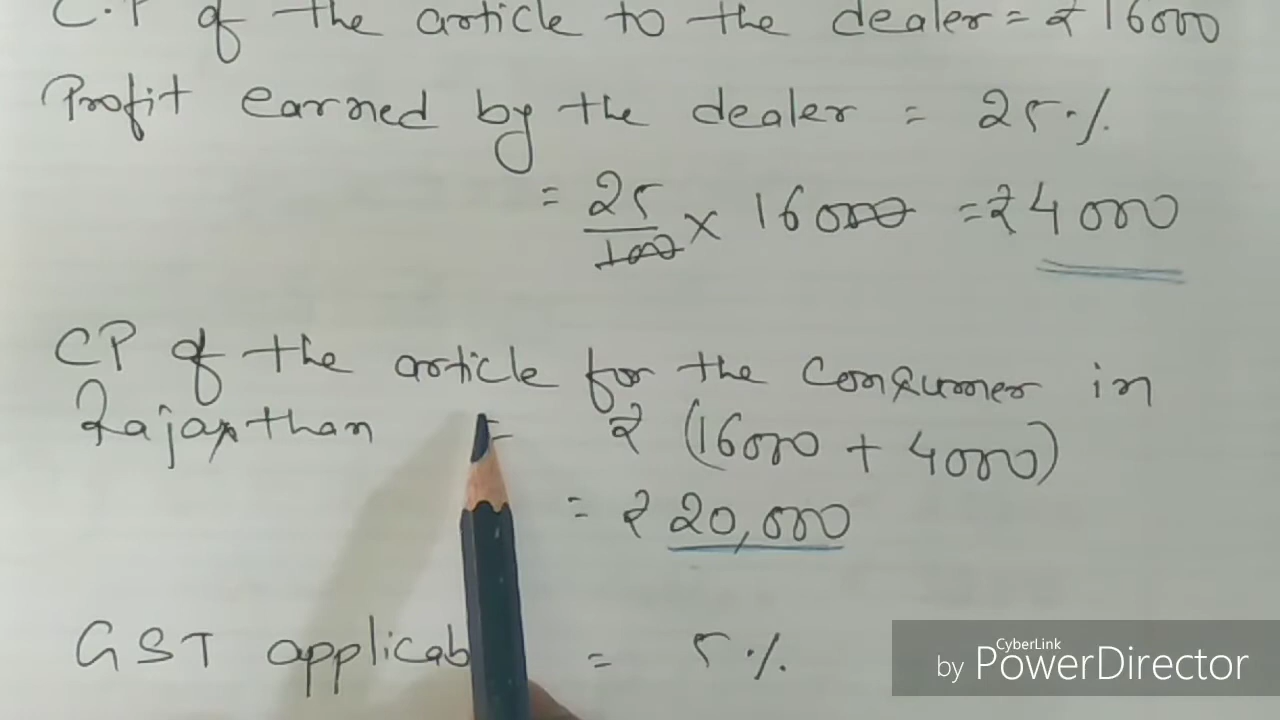 C.P of the article to the dealer = ₹ 16000
Profit earned by the dealer = 25 %
= 25/100 × 16000 = ₹ 4000
CP of the article for the Consumer in
Rajasthan = ₹ (16000 + 4000)
= ₹ 20,000
GST applicab = 5 %
CyberLink
by PowerDirector